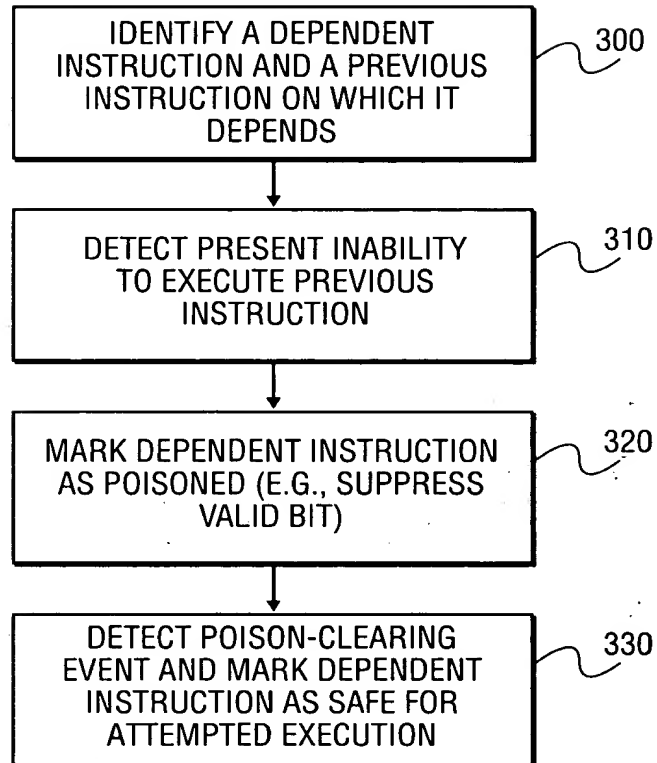 IDENTIFY A DEPENDENT
INSTRUCTION AND A PREVIOUS
INSTRUCTION ON WHICH IT
DEPENDS
300
DETECT PRESENT INABILITY
TO EXECUTE PREVIOUS
INSTRUCTION
310
MARK DEPENDENT INSTRUCTION
AS POISONED (E.G., SUPPRESS
VALID BIT)
320
DETECT POISON-CLEARING
EVENT AND MARK DEPENDENT
INSTRUCTION AS SAFE FOR
ATTEMPTED EXECUTION
330